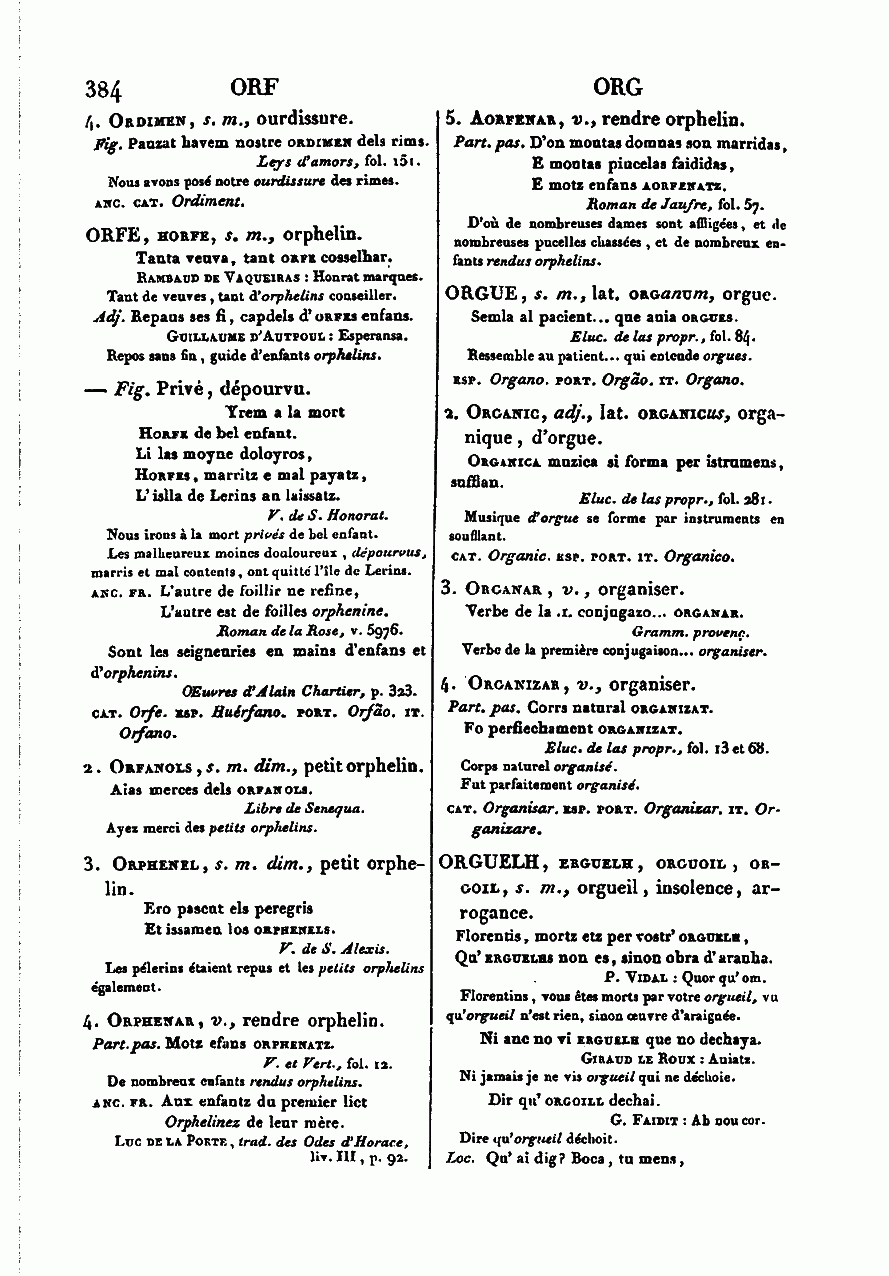 384 ORF ORG
4. Ordimen, s. m., ourdissure.
Fig. Pauzat havem nostre ordimen dels rims.
Leys d'amors, fol. 151.
Nous avons posé notre ourdissure des rimes.
anc. cat. Ordiment.
ORFE, horfe, s. m., orphelin.
Tanta veuva, tant orfe cosselhar.
Rambaud de Vaqueiras : Honrat marques.
Tant de veuves, tant d'orphelins conseiller.
Adj. Repaus ses fi, capdels d'orfes enfans.
Guillaume d'Autpoul : Esperansa.
Repos sans fin, guide d'enfants orphelins.
— Fig. Privé, dépourvu.
Yrem a la mort
Horfe de bel enfant.
Li las moyne doloyros,
Horfes, marritz e mal payatz,
L'islla de Lerins an laissatz.
V. de S. Honorat.
Nous irons à la mort privés de bel enfant.
Les malheureux moines douloureux, dépourvus,
marris et mal contents, ont quitté l'île de Lerins.
anc. fr. L'autre de foillir ne refine,
L'autre est de foilles orphenine.
Roman de la Rose, v. 5976.
Sont les seigneuries en mains d'enfans et
d'orphenins.
Œuvres d'Alain Chartier, p. 323.
cat. Orfe. esp. Huérfano. port. Orfão. it.
Orfano.
2. Orfanols, s. m. dim., petit orphelin.
Aias merces dels orfanols.
Libre de Senequa.
Ayez merci des petits orphelins.
3. Orphenel, s. m. dim., petit orphe-
lin.
Ero pascut els peregris
Et issamen los orphenels.
V. de S. Alexis.
Les pélerins étaient repus et les petits orphelins
également.
4. Orphenar, v., rendre orphelin.
Part. pas. Motz efans orphenatz.
V. et Vert., fol. 12.
De nombreux enfants rendus orphelins.
anc. fr. Aux enfantz du premier lict
Orphelinez de leur mère.
Luc de la Porte, trad. des Odes d'Horace,
liv. III, p. 92.
5. Aorfenar, v., rendre orphelin.
Part. pas. D'on montas domnas son marridas,
E montas piucelas faididas,
E motz enfans aorfenatz.
Roman de Jaufre, fol. 57.
D'où de nombreuses dames sont affligées, et de
nombreuses pucelles chassées, et de nombreux en-
fants rendus orphelins.
ORGUE, s. m., lat. organum, orgue.
Semla al pacient... que auia orgues.
Eluc. de las propr., fol. 84.
Ressemble au patient... qui entende orgues.
esp. Organo. port. Orgão. it. Organo.
2. Organic, adj., lat. organicus, orga-
nique, d'orgue.
Organica muzica si forma per istrumens,
sufflan.
Eluc. de las propr., fol. 281.
Musique d'orgue se forme par instruments en
soufflant.
cat. Organic. esp. port. it. Organico.
3. Organar, v., organiser.
Verbe de la .I. conjugazo... organar.
Gramm. provenç.
Verbe de la première conjugaison... organiser.
4. Organizar, v., organiser.
Part. pas. Corrs natural organizat.
Fo perfiechament organizat.
Eluc. de las propr., fol. 13 et 68.
Corps naturel organisé.
Fut parfaitement organisé.
cat. Organisar. esp. port. Organizar. it. Or-
ganizare.
ORGUELH, erguelh, orguoil, or-
goil, s. m., orgueil, insolence, ar-
rogance.
Florentis, mortz etz per vostr' orguelh,
Qu' erguelhs non es, sinon obra d'aranha.
P. Vidal : Quor qu' om.
Florentins, vous êtes morts par votre orgueil, vu
qu'orgueil n'est rien, sinon œuvre d'araignée.
Ni anc no vi erguelh que no dechaya.
Giraud le Roux : Auiatz.
Ni jamais je ne vis orgueil qui ne déchoie.
Dir qu' orgoill dechai.
G. Faidit : Ab nou cor.
Dire qu'orgueil déchoit.
Loc. Qu' ai dig? Boca, tu mens,